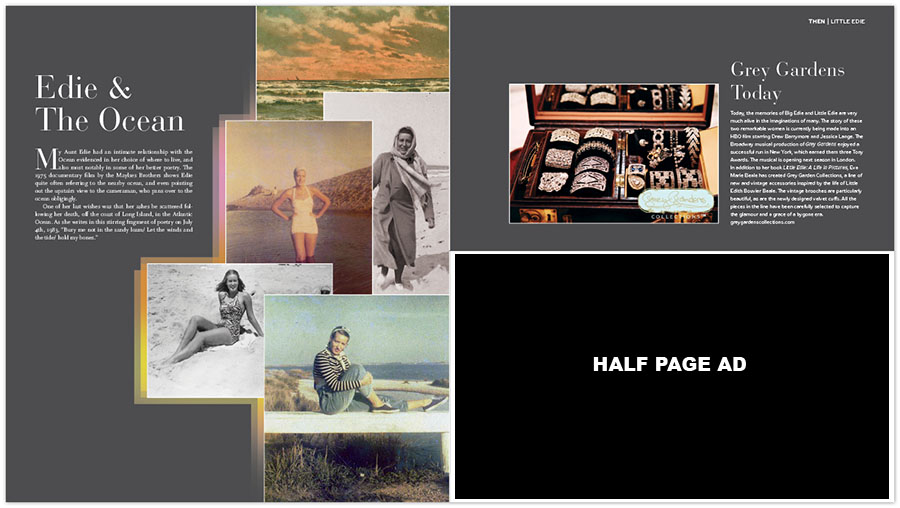 THEN | LITTLE EDIE
Edie &
The Ocean
My Aunt Edie had an intimate relationship with the
Ocean evidenced in her choice of where to live, and
also most notably in some of her better poetry. The
1975 documentary film by the Maysles Brothers shows Edie
quite often referring to the nearby ocean, and even pointing
out the upstairs view to the cameraman, who pans over to the
ocean obligingly.
One of her last wishes was that her ashes be scattered fol-
lowing her death, off the coast of Long Island, in the Atlantic
Ocean. As she writes in this stirring fragment of poetry on July
4th, 1983, "Bury me not in the sandy loam/ Let the winds and
the tide/ hold my bones."
Grey Gardens
Today
Today, the memories of Big Edie and Little Edie are very
much alive in the imaginations of many. The story of these
two remarkable women is currently being made into an
HBO film starring Drew Barrymore and Jessica Lange. The
Broadway musical production of Grey Gardens enjoyed a
successful run in New York, which earned them three Tony
Awards. The musical is opening next season in London.
In addition to her book Little Edie: A Life in Pictures, Eva
Marie Beale has created Grey Garden Collections, a line of
new and vintage accessories inspired by the life of Little
Edith Bouvier Beale. The vintage brooches are particularly
beautiful, as are the newly designed velvet cuffs. All the
pieces in the line have been carefully selected to capture
the glamour and a grace of a bygone era.
greygardenscollections.com
Grey Gardens
COLLECTIONS
HALF PAGE AD